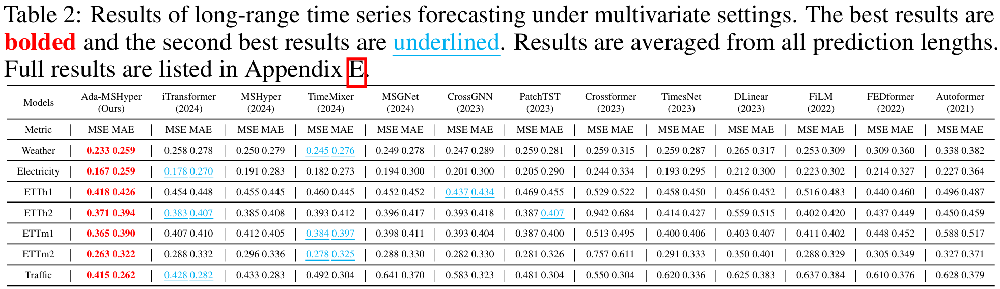 Table 2: Results of long-range time series forecasting under multivariate settings. The best results are
bolded and the second best results are underlined. Results are averaged from all prediction lengths.
Full results are listed in Appendix E.
Models Ada-MSHyper (Ours) iTransformer (2024) MSHyper (2024) TimeMixer (2024) MSGNet (2024) CrossGNN (2023) PatchTST (2023) Crossformer (2023) TimesNet (2023) DLinear (2023) FiLM (2022) FEDformer (2022) Autoformer (2021)
Metric MSE MAE MSE MAE MSE MAE MSE MAE MSE MAE MSE MAE MSE MAE MSE MAE MSE MAE MSE MAE MSE MAE MSE MAE MSE MAE
Weather 0.233 0.259 0.258 0.278 0.250 0.279 0.245 0.276 0.249 0.278 0.247 0.289 0.259 0.281 0.259 0.315 0.259 0.287 0.265 0.317 0.253 0.309 0.309 0.360 0.338 0.382
Electricity 0.167 0.259 0.178 0.270 0.191 0.283 0.182 0.273 0.194 0.300 0.201 0.300 0.205 0.290 0.244 0.334 0.193 0.295 0.212 0.300 0.223 0.302 0.214 0.327 0.227 0.364
ETTh1 0.418 0.426 0.454 0.448 0.455 0.445 0.460 0.445 0.452 0.452 0.437 0.434 0.469 0.455 0.529 0.522 0.458 0.450 0.456 0.452 0.516 0.483 0.440 0.460 0.496 0.487
ETTh2 0.371 0.394 0.383 0.407 0.385 0.408 0.393 0.412 0.396 0.417 0.393 0.418 0.387 0.407 0.942 0.684 0.414 0.427 0.559 0.515 0.402 0.420 0.437 0.449 0.450 0.459
ETTm1 0.365 0.390 0.407 0.410 0.412 0.405 0.384 0.397 0.398 0.411 0.393 0.404 0.387 0.400 0.513 0.495 0.400 0.406 0.403 0.407 0.411 0.402 0.448 0.452 0.588 0.517
ETTm2 0.263 0.322 0.288 0.332 0.296 0.336 0.278 0.325 0.288 0.330 0.282 0.330 0.281 0.326 0.757 0.611 0.291 0.333 0.350 0.401 0.288 0.329 0.305 0.349 0.327 0.371
Traffic 0.415 0.262 0.428 0.282 0.433 0.283 0.492 0.304 0.641 0.370 0.583 0.323 0.481 0.304 0.550 0.304 0.620 0.336 0.625 0.383 0.637 0.384 0.610 0.376 0.628 0.379